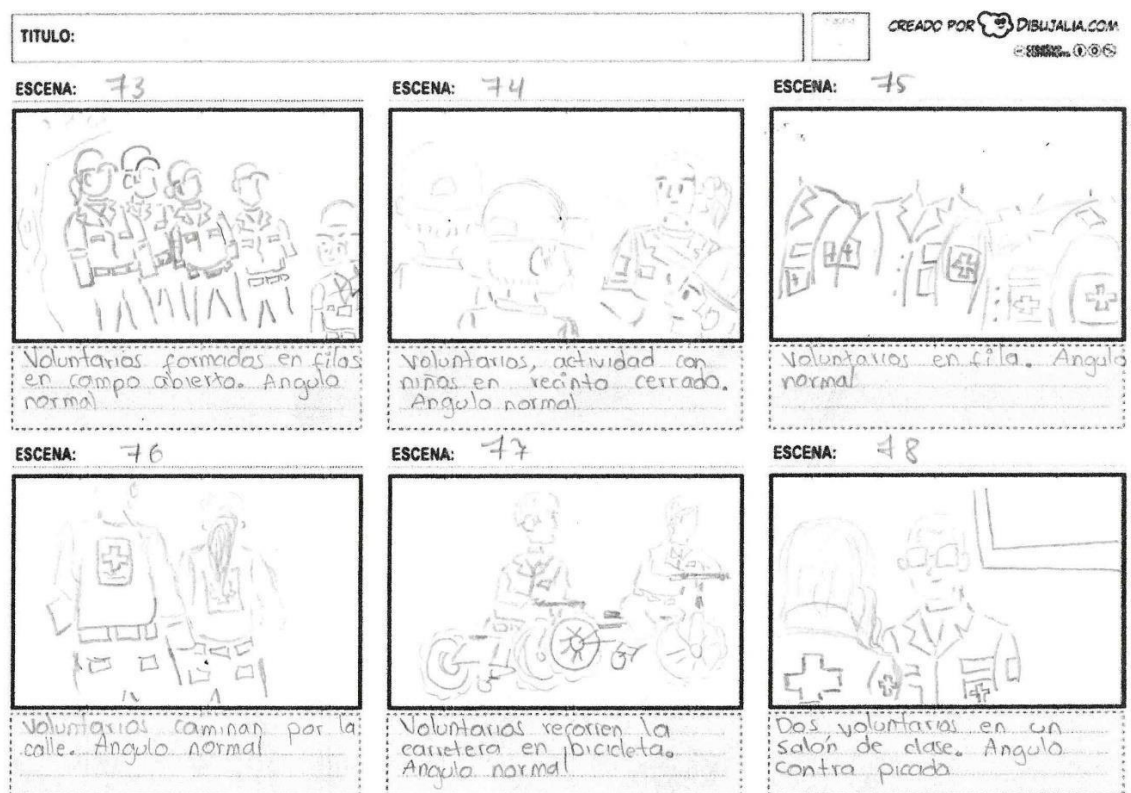 TITULO:
CREADO POR DIBUJALIA.COM
ESCENA: 73
ESCENA: 74
ESCENA: 75
Voluntarios formados en filas
en campo abierto. Angulo
normal
Voluntarios, actividad con
niños en recinto cerrado.
Angulo normal
Voluntarios en fila. Angulo
normal
ESCENA: 76
ESCENA: 77
ESCENA: 78
Voluntarios caminan por la
calle. Angulo normal
Voluntarios recorren la
carretera en bicicleta.
Angulo normal
Dos voluntarios en un
salón de clase. Angulo
contra picada